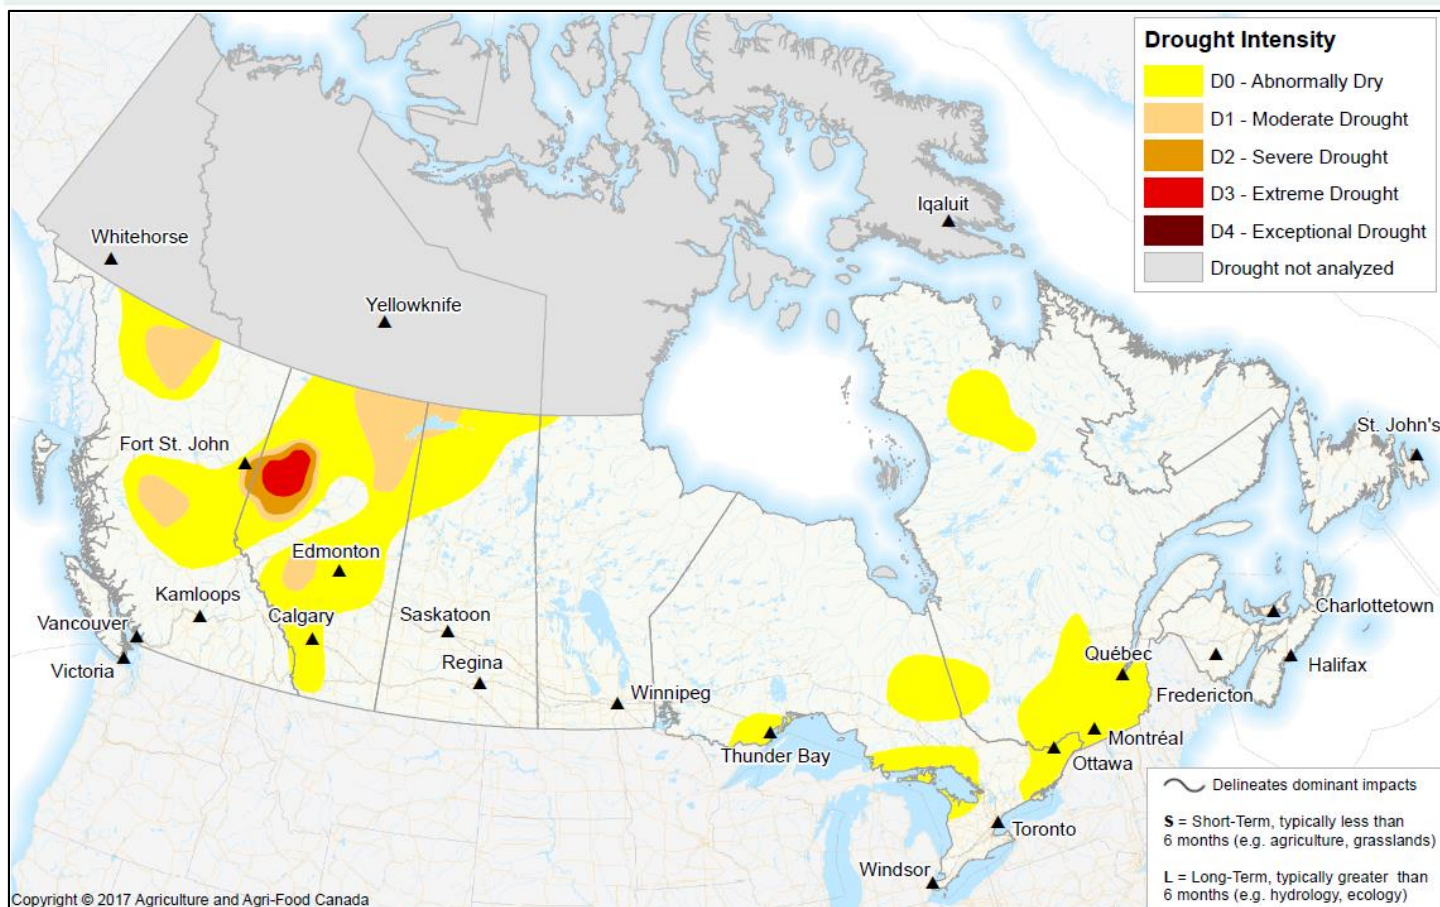 Drought Intensity
D0 - Abnormally Dry
D1 - Moderate Drought
D2 - Severe Drought
D3 - Extreme Drought
D4 - Exceptional Drought
Drought not analyzed
Iqaluit
Whitehorse
Yellowknife
Fort St. John
St. John's
Edmonton
Kamloops
Calgary
Saskatoon
Charlottetown
Vancouver
Québec
Regina
Halifax
Victoria
Winnipeg
Fredericton
Montréal
Thunder Bay
Ottawa
Toronto
Windsor
Delineates dominant impacts
S = Short-Term, typically less than
6 months (e.g. agriculture, grasslands)
L = Long-Term, typically greater than
6 months (e.g. hydrology, ecology)
Copyright © 2017 Agriculture and Agri-Food Canada